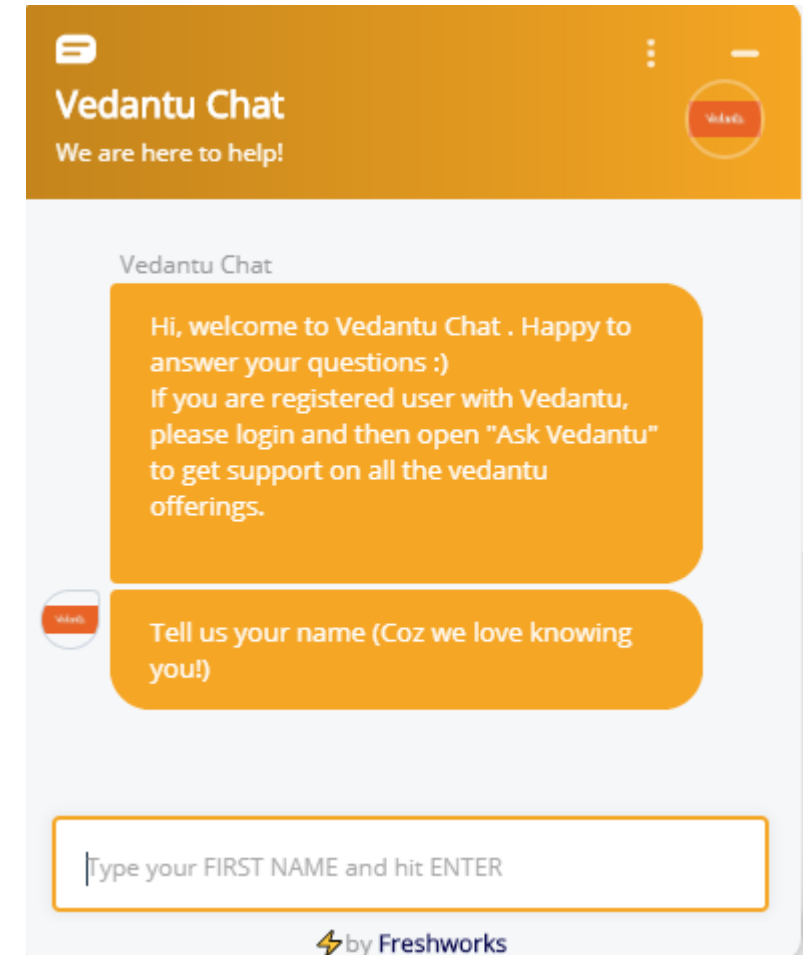 Vedantu Chat
We are here to help!
Vedantu
Vedantu Chat
Hi, welcome to Vedantu Chat . Happy to
answer your questions :)
If you are registered user with Vedantu,
please login and then open "Ask Vedantu"
to get support on all the vedantu
offerings.
Vedantu
Tell us your name (Coz we love knowing
you!)
Type your FIRST NAME and hit ENTER
by Freshworks